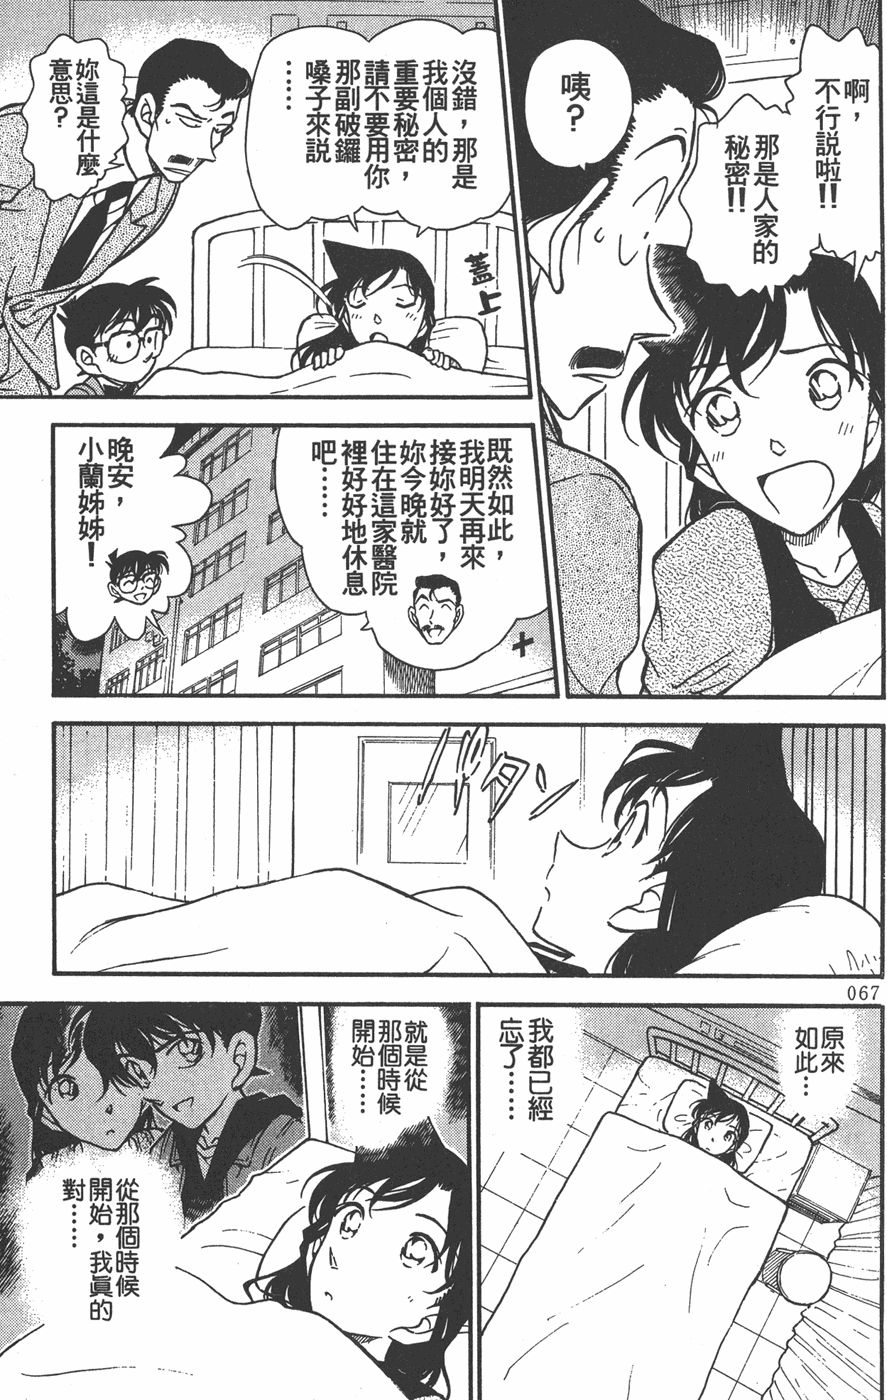 啊，
不行説啦!!
那是人家的
秘密!!
咦？
沒錯，那是
我個人的
重要秘密，
請不要用你
那副破鑼
嗓子來説
……
蓋上
妳這是什麼
意思？
既然如此，
我明天再來
接妳好了，
妳今晚就
住在這家醫院
裡好好地休息
吧……
晚安，
小蘭姊姊！
パタン
067
原來
如此…
我都已經
忘了……
就是從
那個時候
開始……
從那個時候
開始，我真的
對……